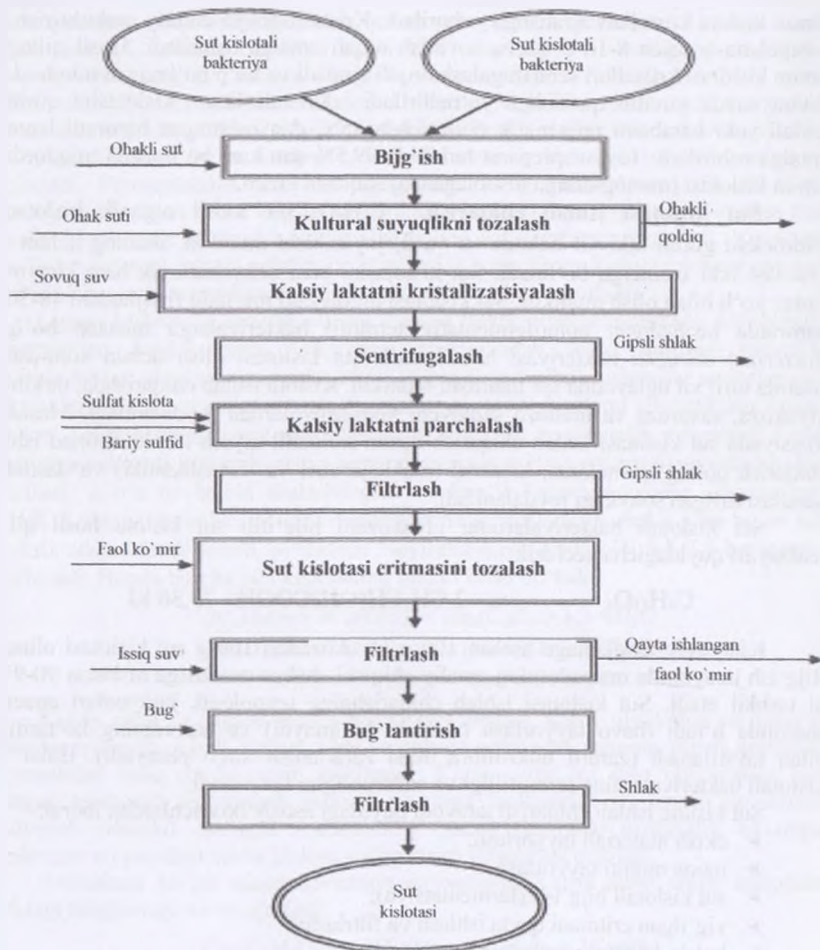 Sut kislotali
bakteriya
Sut kislotali
bakteriya
Ohakli sut
Bijg`ish
Ohak suti
Kultural suyuqlikni tozalash
Ohakli
qoldiq
Sovuq suv
Kalsiy laktatni kristallizatsiyalash
Sentrifugalash
Gipsli shlak
Sulfat kislota
Bariy sulfid
Kalsiy laktatni parchalash
Filtrlash
Gipsli shlak
Faol ko`mir
Sut kislotasi eritmasini tozalash
Issiq suv
Filtrlash
Qayta ishlangan
faol ko`mir
Bug`
Bug`lantirish
Filtrlash
Shlak
Sut
kislotasi